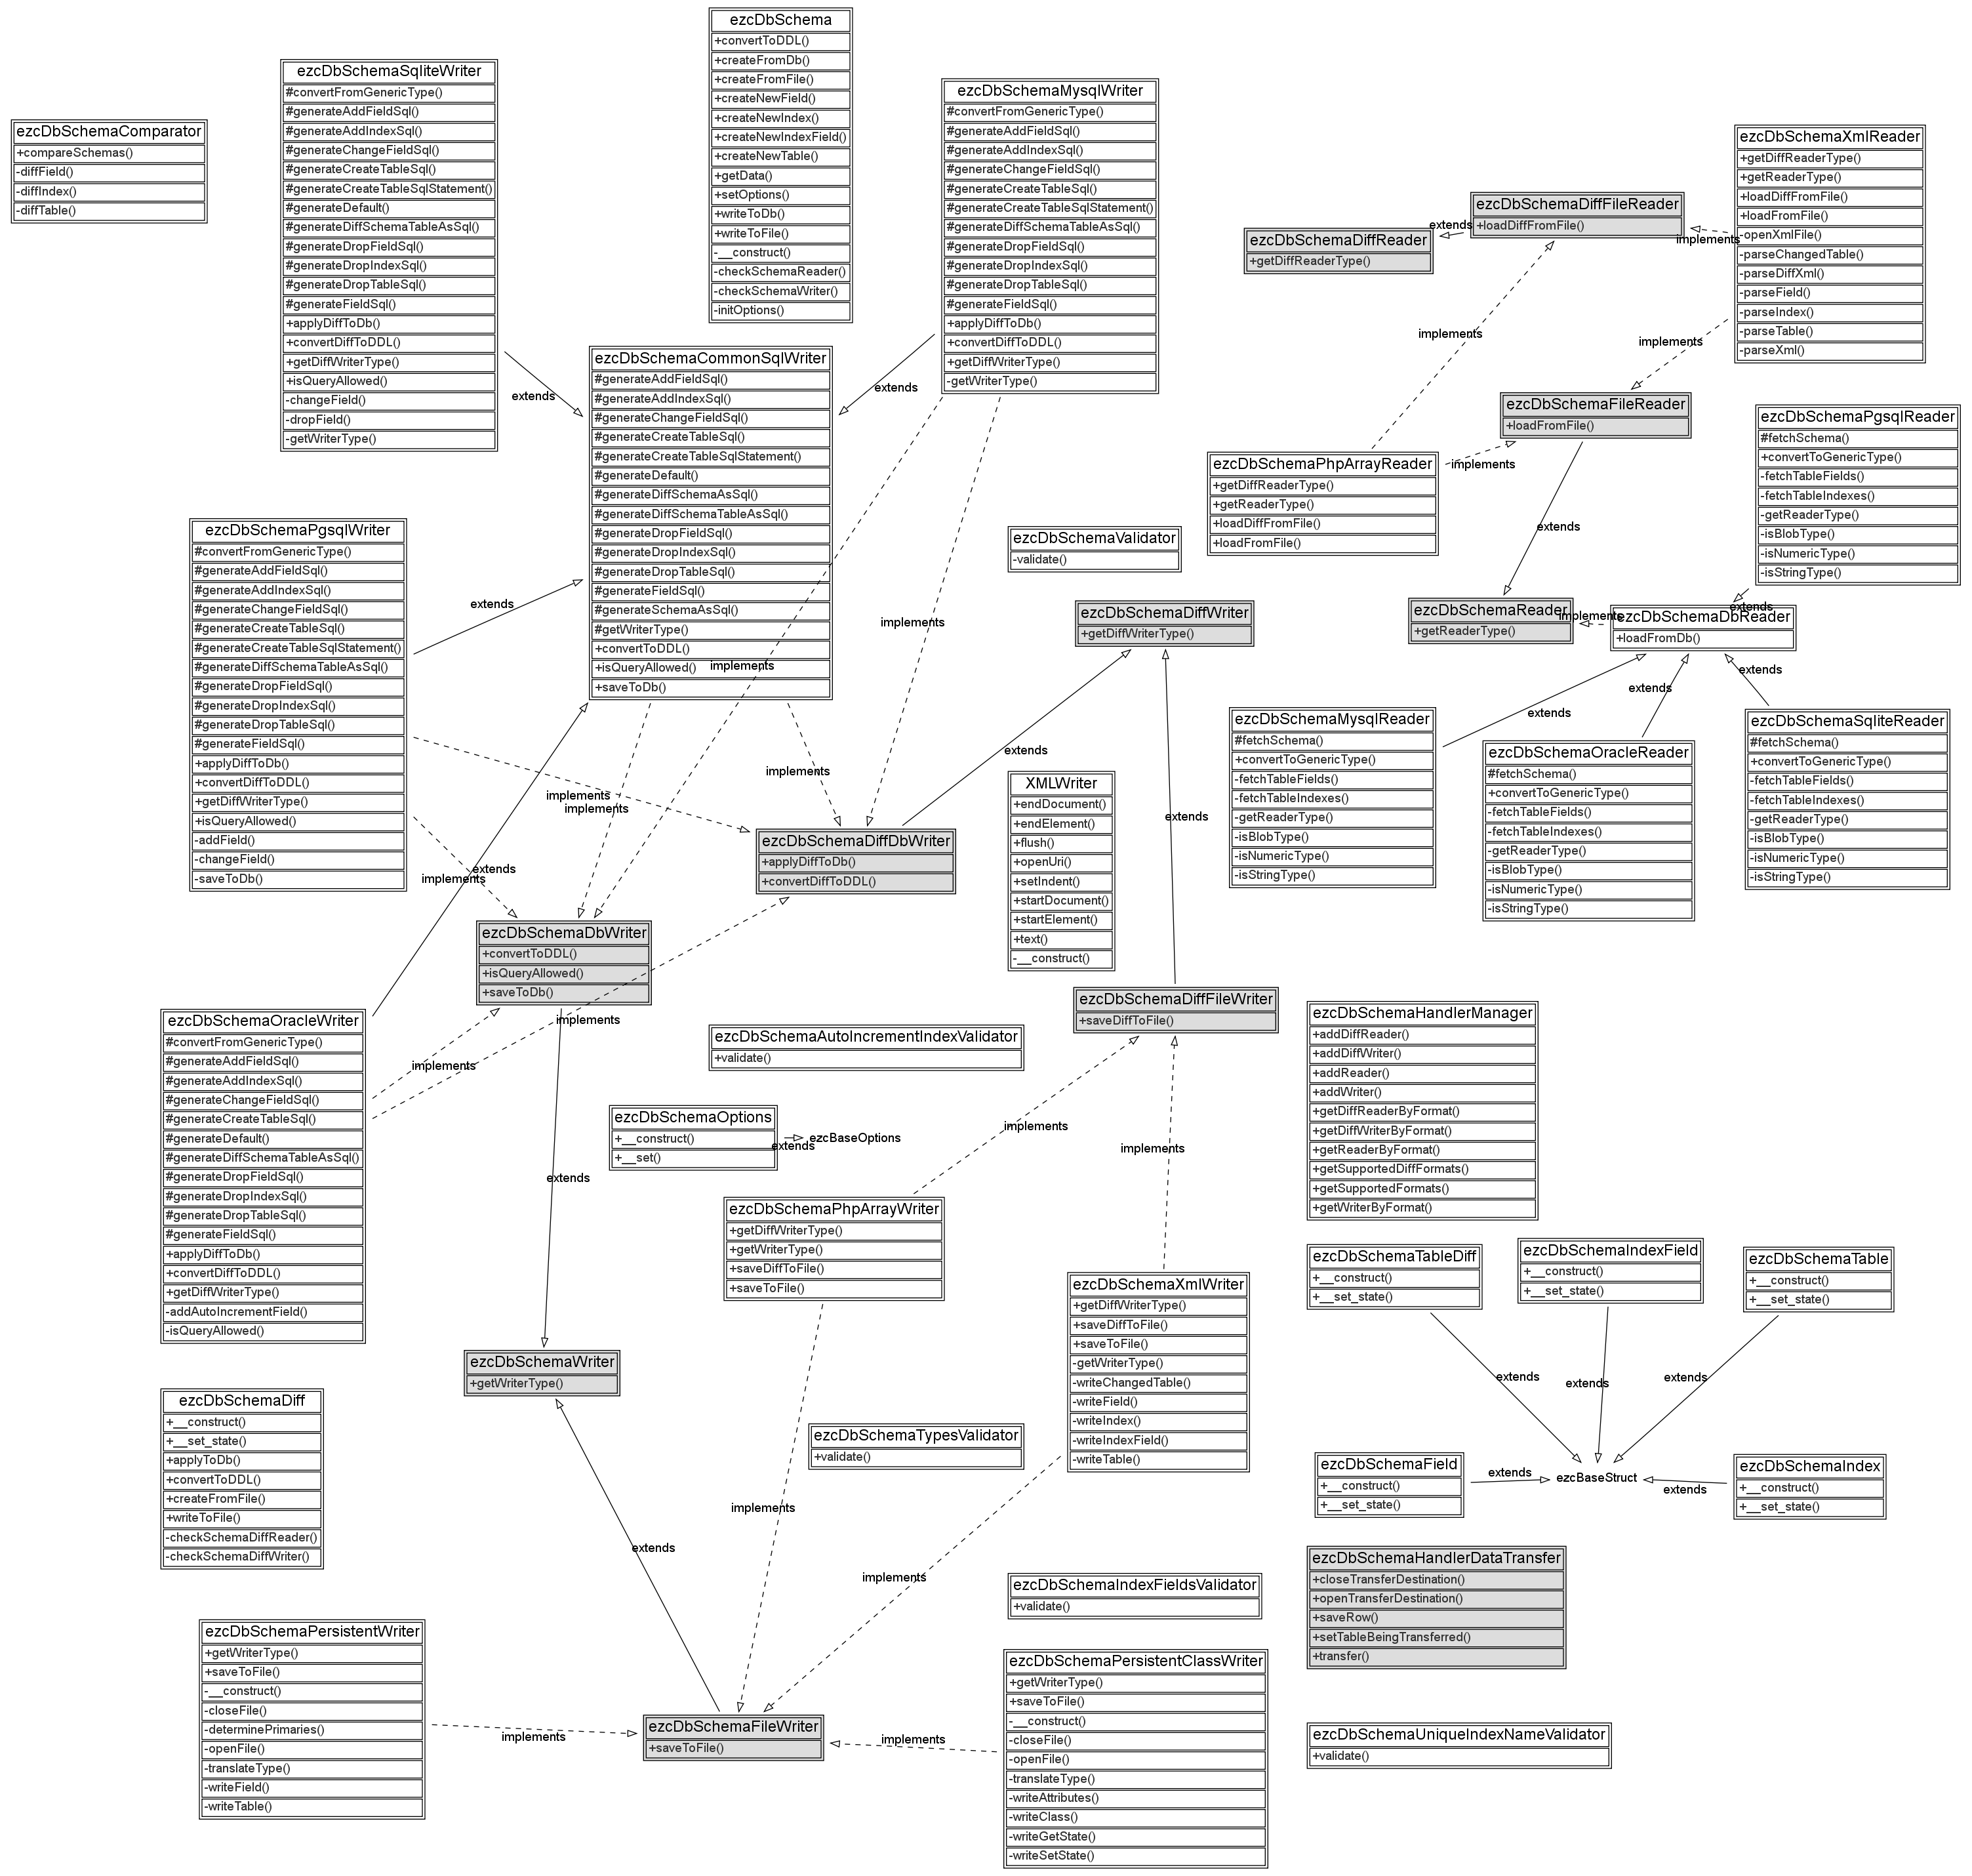 ezcDbSchemaComparator
+compareSchemas()
-diffField()
-diffIndex()
-diffTable()
ezcDbSchemaSqliteWriter
#convertFromGenericType()
#generateAddFieldSql()
#generateAddIndexSql()
#generateChangeFieldSql()
#generateCreateTableSql()
#generateCreateTableSqlStatement()
#generateDefault()
#generateDiffSchemaTableAsSql()
#generateDropFieldSql()
#generateDropIndexSql()
#generateDropTableSql()
#generateFieldSql()
+applyDiffToDb()
+convertDiffToDDL()
+getDiffWriterType()
+isQueryAllowed()
-changeField()
-dropField()
-getWriterType()
extends
ezcDbSchema
+convertToDDL()
+createFromDb()
+createFromFile()
+createNewField()
+createNewIndex()
+createNewIndexField()
+createNewTable()
+getData()
+setOptions()
+writeToDb()
+writeToFile()
-__construct()
-checkSchemaReader()
-checkSchemaWriter()
-initOptions()
ezcDbSchemaMysqlWriter
#convertFromGenericType()
#generateAddFieldSql()
#generateAddIndexSql()
#generateChangeFieldSql()
#generateCreateTableSql()
#generateCreateTableSqlStatement()
#generateDiffSchemaTableAsSql()
#generateDropFieldSql()
#generateDropIndexSql()
#generateDropTableSql()
#generateFieldSql()
+applyDiffToDb()
+convertDiffToDDL()
+getDiffWriterType()
-getWriterType()
extends
ezcDbSchemaCommonSqlWriter
#generateAddFieldSql()
#generateAddIndexSql()
#generateChangeFieldSql()
#generateCreateTableSql()
#generateCreateTableSqlStatement()
#generateDefault()
#generateDiffSchemaAsSql()
#generateDiffSchemaTableAsSql()
#generateDropFieldSql()
#generateDropIndexSql()
#generateDropTableSql()
#generateFieldSql()
#generateSchemaAsSql()
#getWriterType()
+convertToDDL()
+isQueryAllowed()
+saveToDb()
ezcDbSchemaXmlReader
+getDiffReaderType()
+getReaderType()
+loadDiffFromFile()
+loadFromFile()
-openXmlFile()
-parseChangedTable()
-parseDiffXml()
-parseField()
-parseIndex()
-parseTable()
-parseXml()
ezcDbSchemaDiffFileReader
+loadDiffFromFile()
extends
implements
ezcDbSchemaDiffReader
+getDiffReaderType()
implements
implements
ezcDbSchemaFileReader
+loadFromFile()
ezcDbSchemaPhpArrayReader
+getDiffReaderType()
+getReaderType()
+loadDiffFromFile()
+loadFromFile()
implements
extends
ezcDbSchemaPgsqlReader
#fetchSchema()
+convertToGenericType()
-fetchTableFields()
-fetchTableIndexes()
-getReaderType()
-isBlobType()
-isNumericType()
-isStringType()
extends
ezcDbSchemaReader
+getReaderType()
implements
ezcDbSchemaDbReader
+loadFromDb()
extends
extends
extends
ezcDbSchemaMysqlReader
#fetchSchema()
+convertToGenericType()
-fetchTableFields()
-fetchTableIndexes()
-getReaderType()
-isBlobType()
-isNumericType()
-isStringType()
ezcDbSchemaOracleReader
#fetchSchema()
+convertToGenericType()
-fetchTableFields()
-fetchTableIndexes()
-getReaderType()
-isBlobType()
-isNumericType()
-isStringType()
ezcDbSchemaSqliteReader
#fetchSchema()
+convertToGenericType()
-fetchTableFields()
-fetchTableIndexes()
-getReaderType()
-isBlobType()
-isNumericType()
-isStringType()
ezcDbSchemaPgsqlWriter
#convertFromGenericType()
#generateAddFieldSql()
#generateAddIndexSql()
#generateChangeFieldSql()
#generateCreateTableSql()
#generateCreateTableSqlStatement()
#generateDiffSchemaTableAsSql()
#generateDropFieldSql()
#generateDropIndexSql()
#generateDropTableSql()
#generateFieldSql()
+applyDiffToDb()
+convertDiffToDDL()
+getDiffWriterType()
+isQueryAllowed()
-addField()
-changeField()
-saveToDb()
extends
implements
implements
implements
implements
implements
implements
extends
implements
ezcDbSchemaValidator
-validate()
ezcDbSchemaDiffWriter
+getDiffWriterType()
extends
extends
XMLWriter
+endDocument()
+endElement()
+flush()
+openUri()
+setIndent()
+startDocument()
+startElement()
+text()
-__construct()
ezcDbSchemaDiffDbWriter
+applyDiffToDb()
+convertDiffToDDL()
ezcDbSchemaDbWriter
+convertToDDL()
+isQueryAllowed()
+saveToDb()
implements
implements
ezcDbSchemaOracleWriter
#convertFromGenericType()
#generateAddFieldSql()
#generateAddIndexSql()
#generateChangeFieldSql()
#generateCreateTableSql()
#generateDefault()
#generateDiffSchemaTableAsSql()
#generateDropFieldSql()
#generateDropIndexSql()
#generateDropTableSql()
#generateFieldSql()
+applyDiffToDb()
+convertDiffToDDL()
+getDiffWriterType()
-addAutoIncrementField()
-isQueryAllowed()
ezcDbSchemaDiffFileWriter
+saveDiffToFile()
ezcDbSchemaAutoIncrementIndexValidator
+validate()
ezcDbSchemaOptions
+__construct()
+__set()
extends
ezcBaseOptions
extends
implements
implements
ezcDbSchemaPhpArrayWriter
+getDiffWriterType()
+getWriterType()
+saveDiffToFile()
+saveToFile()
ezcDbSchemaXmlWriter
+getDiffWriterType()
+saveDiffToFile()
+saveToFile()
-getWriterType()
-writeChangedTable()
-writeField()
-writeIndex()
-writeIndexField()
-writeTable()
ezcDbSchemaHandlerManager
+addDiffReader()
+addDiffWriter()
+addReader()
+addWriter()
+getDiffReaderByFormat()
+getDiffWriterByFormat()
+getReaderByFormat()
+getSupportedDiffFormats()
+getSupportedFormats()
+getWriterByFormat()
ezcDbSchemaTableDiff
+__construct()
+__set_state()
ezcDbSchemaIndexField
+__construct()
+__set_state()
ezcDbSchemaTable
+__construct()
+__set_state()
extends
extends
extends
ezcDbSchemaField
+__construct()
+__set_state()
extends
ezcBaseStruct
extends
ezcDbSchemaIndex
+__construct()
+__set_state()
ezcDbSchemaWriter
+getWriterType()
ezcDbSchemaDiff
+__construct()
+__set_state()
+applyToDb()
+convertToDDL()
+createFromFile()
+writeToFile()
-checkSchemaDiffReader()
-checkSchemaDiffWriter()
ezcDbSchemaTypesValidator
+validate()
implements
extends
implements
ezcDbSchemaIndexFieldsValidator
+validate()
ezcDbSchemaHandlerDataTransfer
+closeTransferDestination()
+openTransferDestination()
+saveRow()
+setTableBeingTransferred()
+transfer()
ezcDbSchemaPersistentWriter
+getWriterType()
+saveToFile()
-__construct()
-closeFile()
-determinePrimaries()
-openFile()
-translateType()
-writeField()
-writeTable()
implements
ezcDbSchemaFileWriter
+saveToFile()
implements
ezcDbSchemaPersistentClassWriter
+getWriterType()
+saveToFile()
-__construct()
-closeFile()
-openFile()
-translateType()
-writeAttributes()
-writeClass()
-writeGetState()
-writeSetState()
ezcDbSchemaUniqueIndexNameValidator
+validate()